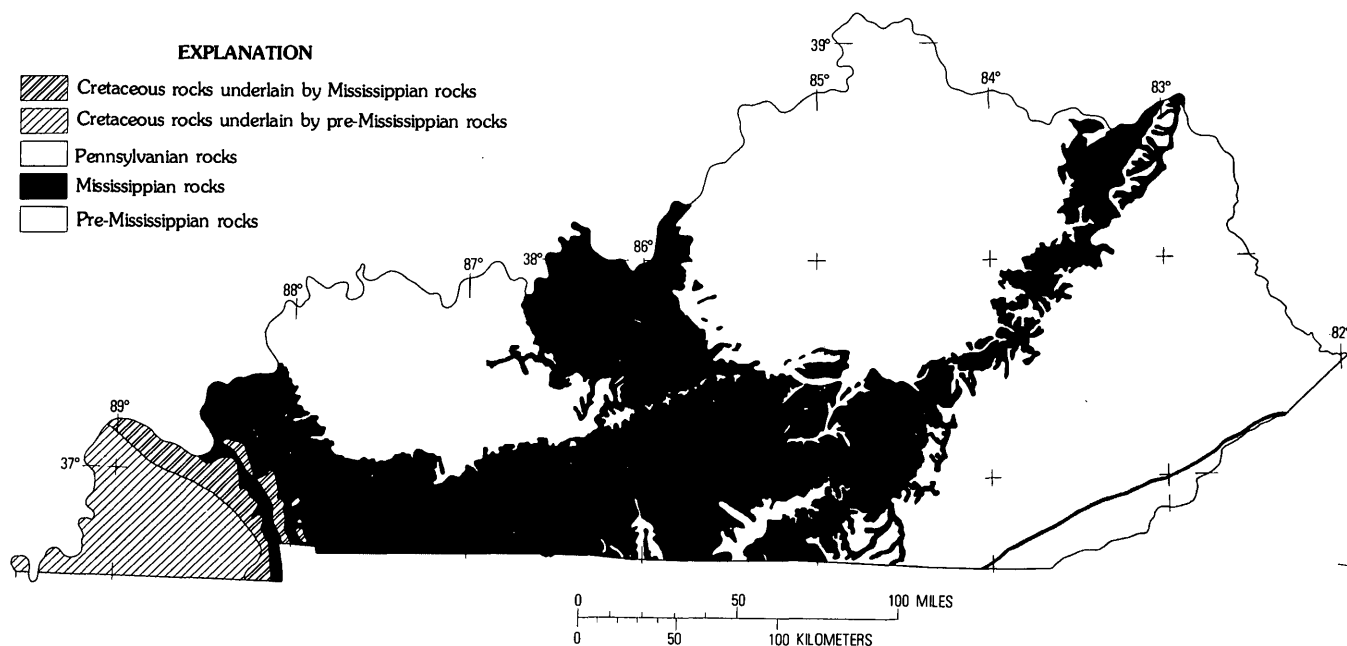 EXPLANATION
Cretaceous rocks underlain by Mississippian rocks
Cretaceous rocks underlain by pre-Mississippian rocks
Pennsylvanian rocks
Mississippian rocks
Pre-Mississippian rocks
39°
85°
84°
83°
86°
87°
38°
88°
82°
89°
37°
0 50 100 MILES
0 50 100 KILOMETERS